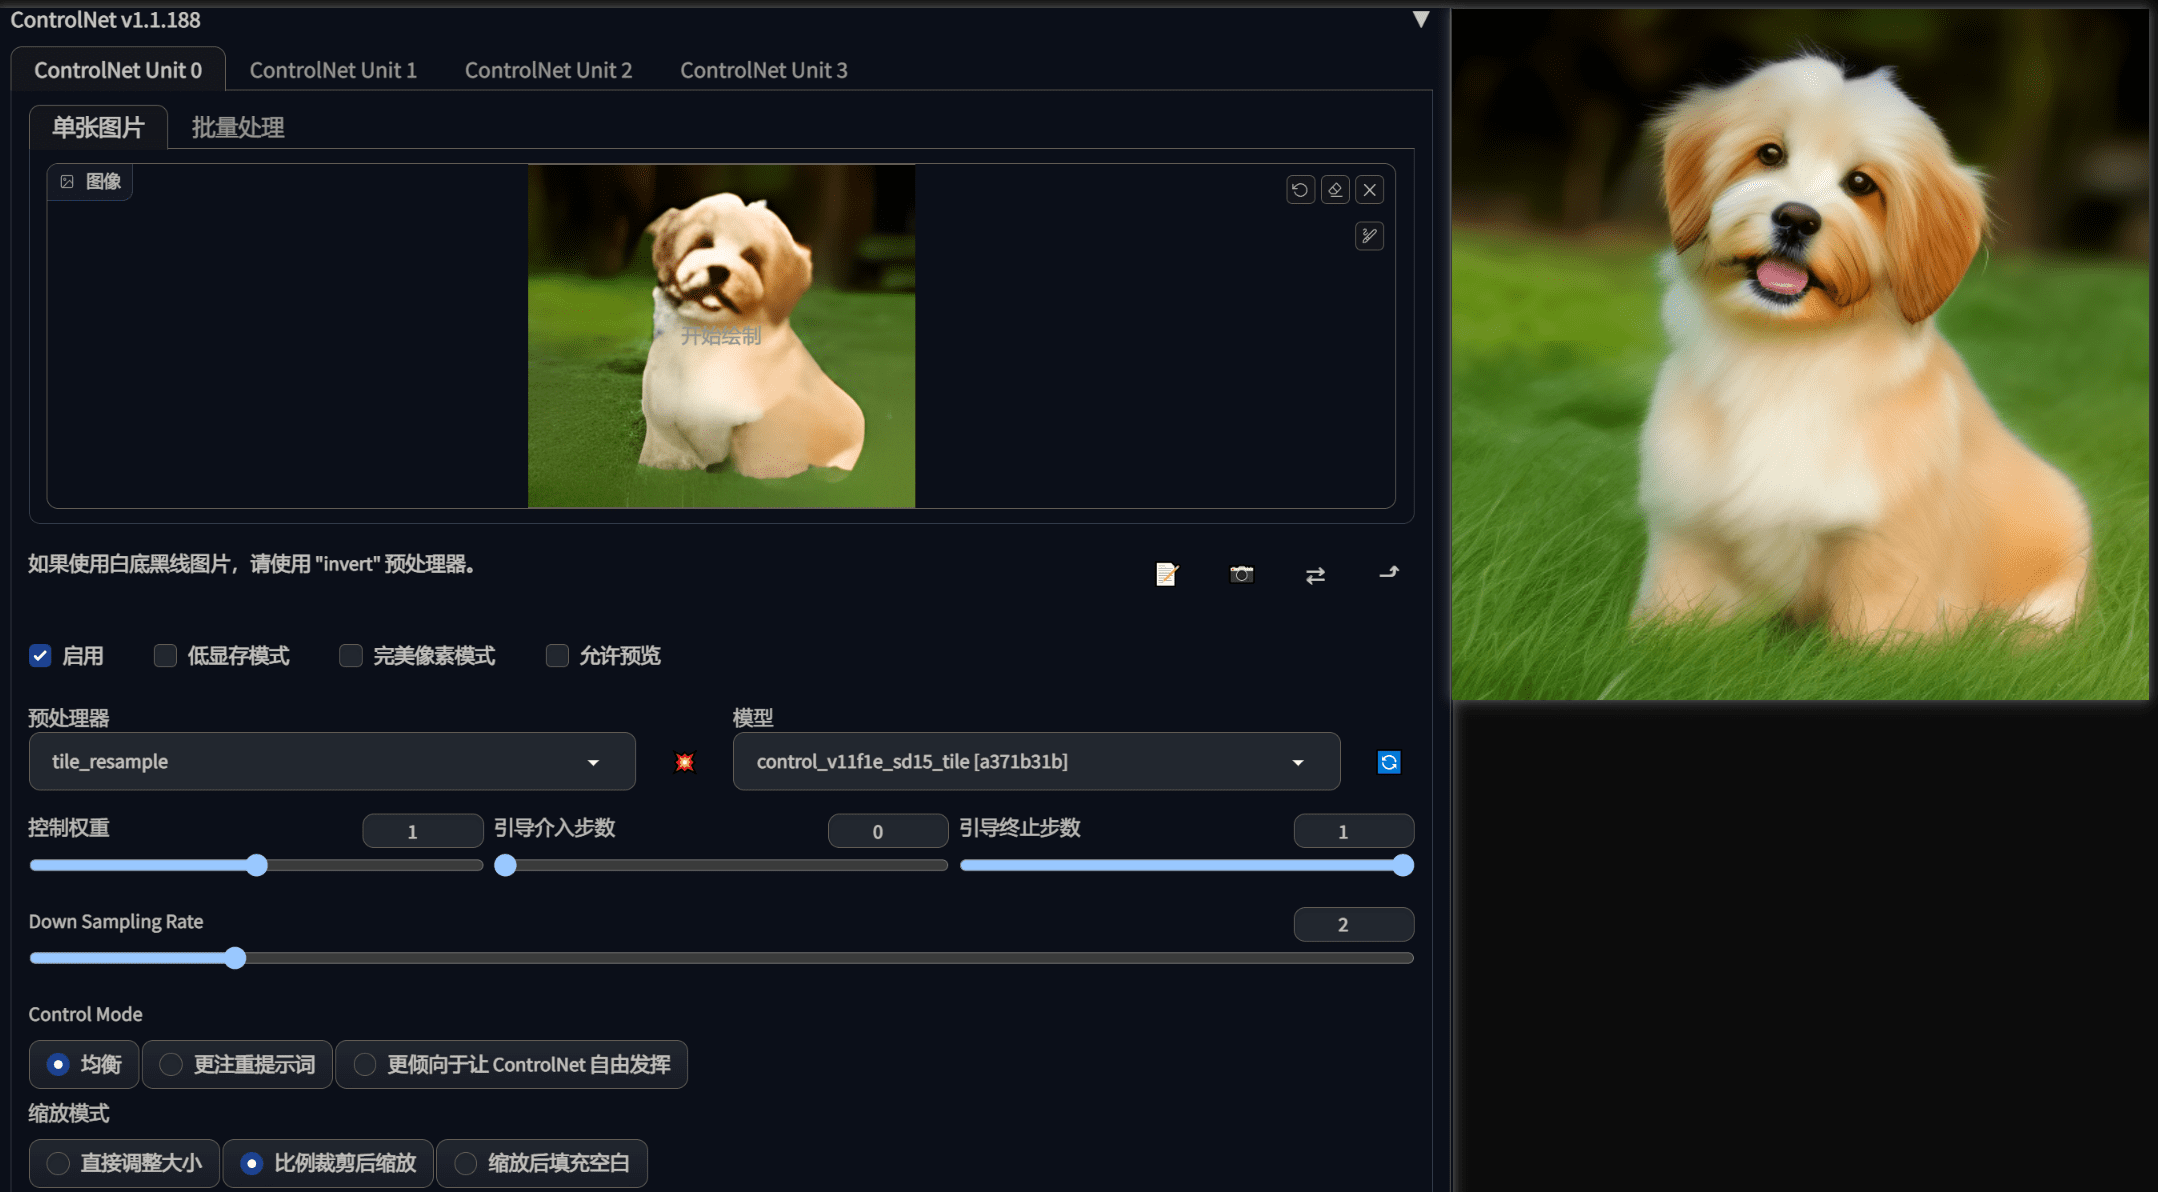 ControlNet v1.1.188
ControlNet Unit 0 ControlNet Unit 1 ControlNet Unit 2 ControlNet Unit 3
单张图片 批量处理
图像
开始绘制
如果使用白底黑线图片，请使用 "invert" 预处理器。
启用 低显存模式 完美像素模式 允许预览
预处理器 模型
tile_resample control_v11f1e_sd15_tile [a371b31b]
控制权重 1 引导介入步数 0 引导终止步数 1
Down Sampling Rate 2
Control Mode
均衡 更注重提示词 更倾向于让 ControlNet 自由发挥
缩放模式
直接调整大小 比例裁剪后缩放 缩放后填充空白